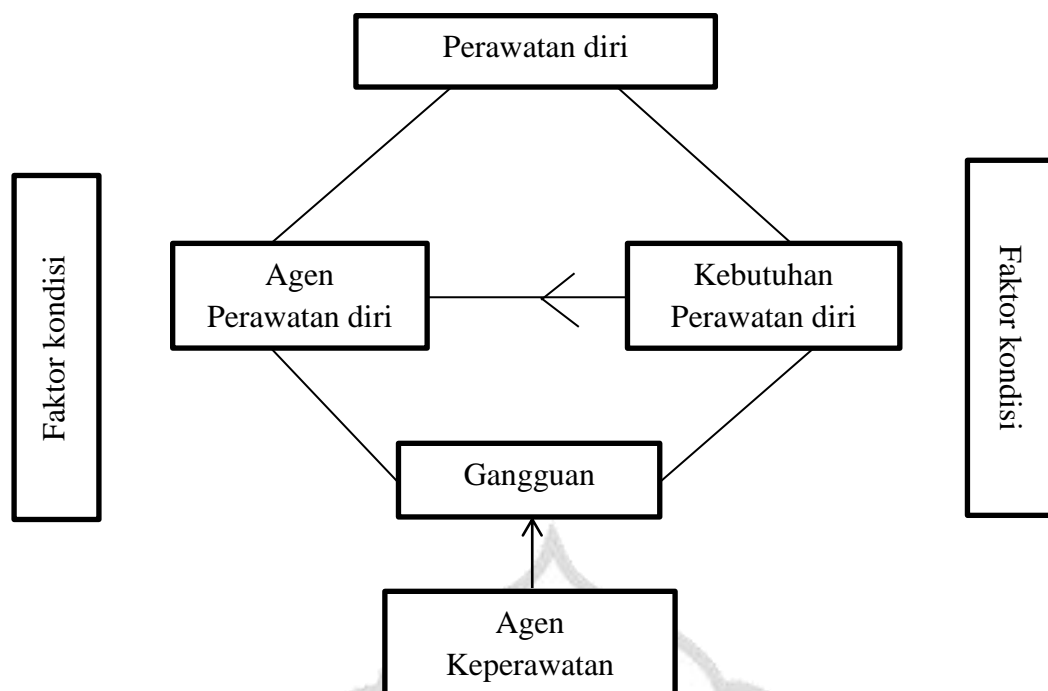 Perawatan diri
Faktor kondisi
Agen
Perawatan diri
Kebutuhan
Perawatan diri
Faktor kondisi
Gangguan
Agen
Keperawatan